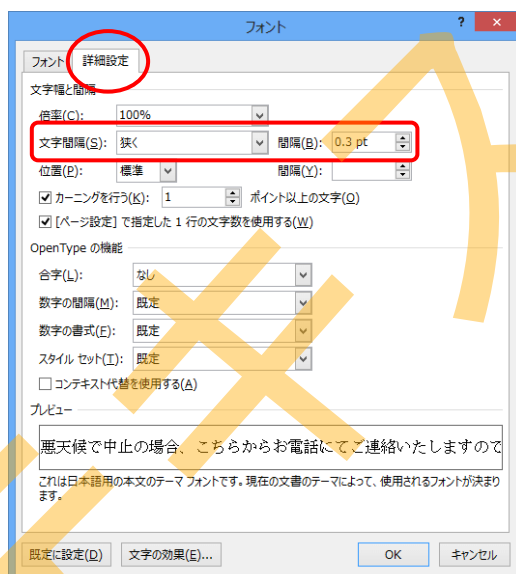 フォント ? ×
フォント 詳細設定
文字幅と間隔
倍率(C): 100%
文字間隔(S): 狭く 間隔(B): 0.3 pt
位置(P): 標準 間隔(Y):
カーニングを行う(K): 1 ポイント以上の文字(O)
[ページ設定] で指定した 1 行の文字数を使用する(W)
OpenType の機能
合字(L): なし
数字の間隔(M): 既定
数字の書式(F): 既定
スタイル セット(T): 既定
コンテキスト代替を使用する(A)
プレビュー
悪天候で中止の場合、こちらからお電話にてご連絡いたしますので
これは日本語用の本文のテーマ フォントです。現在の文書のテーマによって、使用されるフォントが決まり
ます。
既定に設定(D) 文字の効果(E)... OK キャンセル